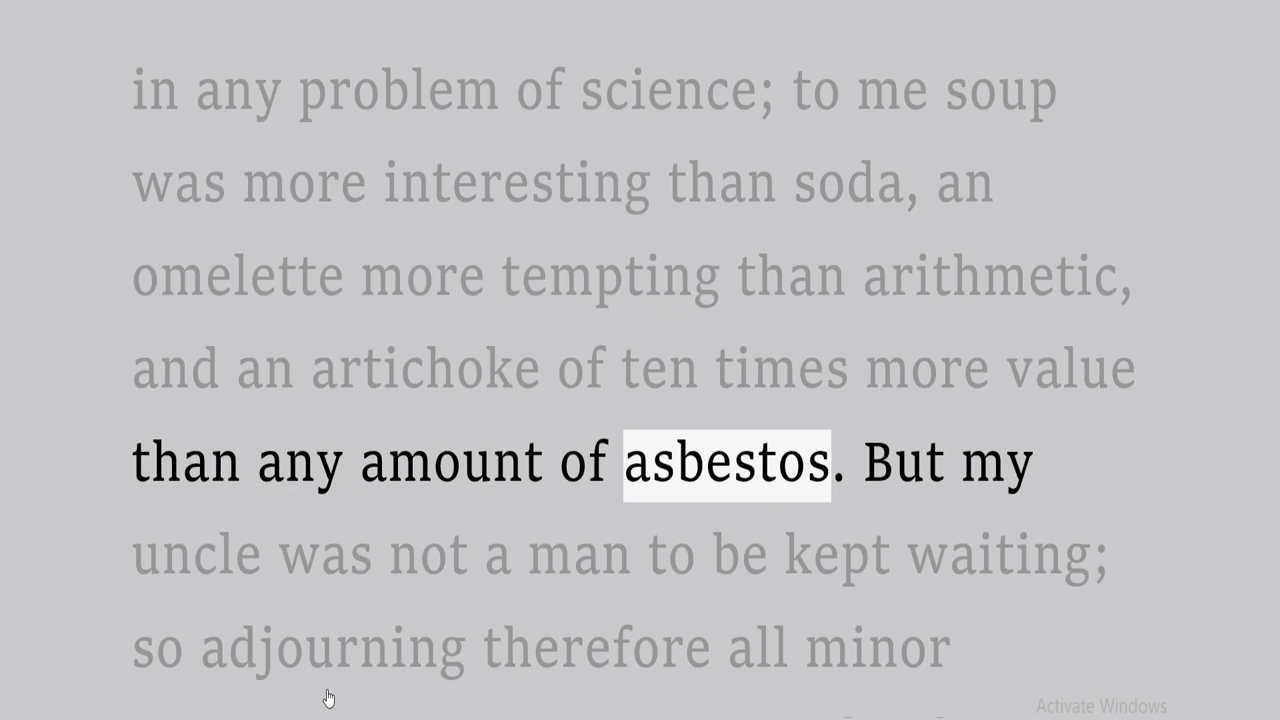 in any problem of science; to me soup
was more interesting than soda, an
omelette more tempting than arithmetic,
and an artichoke of ten times more value
than any amount of asbestos. But my
uncle was not a man to be kept waiting;
so adjourning therefore all minor
Activate Windows